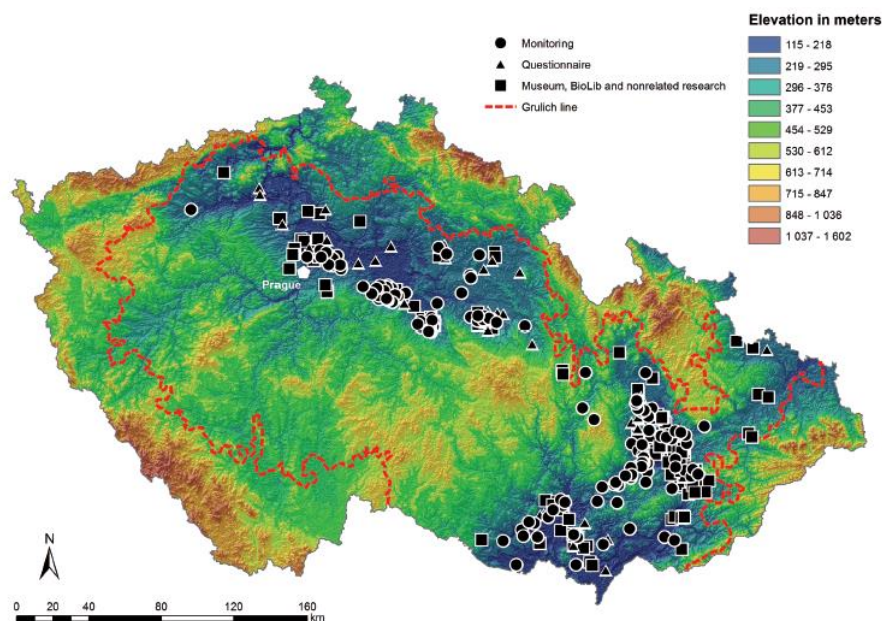 Elevation in meters
115 - 218
219 - 295
296 - 376
377 - 453
454 - 529
530 - 612
613 - 714
715 - 847
848 - 1 036
1 037 - 1 602
Monitoring
Questionnaire
Museum, BioLib and nonrelated research
Grulich line
Prague
N
0 20 40 80 120 160
km